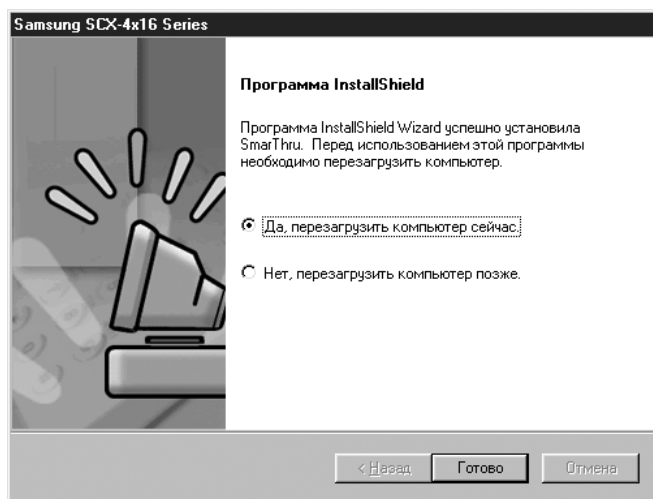 Samsung SCX-4x16 Series
Программа InstallShield
Программа InstallShield Wizard успешно установила
SmarThru. Перед использованием этой программы
необходимо перезагрузить компьютер.
Да, перезагрузить компьютер сейчас.
Нет, перезагрузить компьютер позже.
< Назад
Готово
Отмена